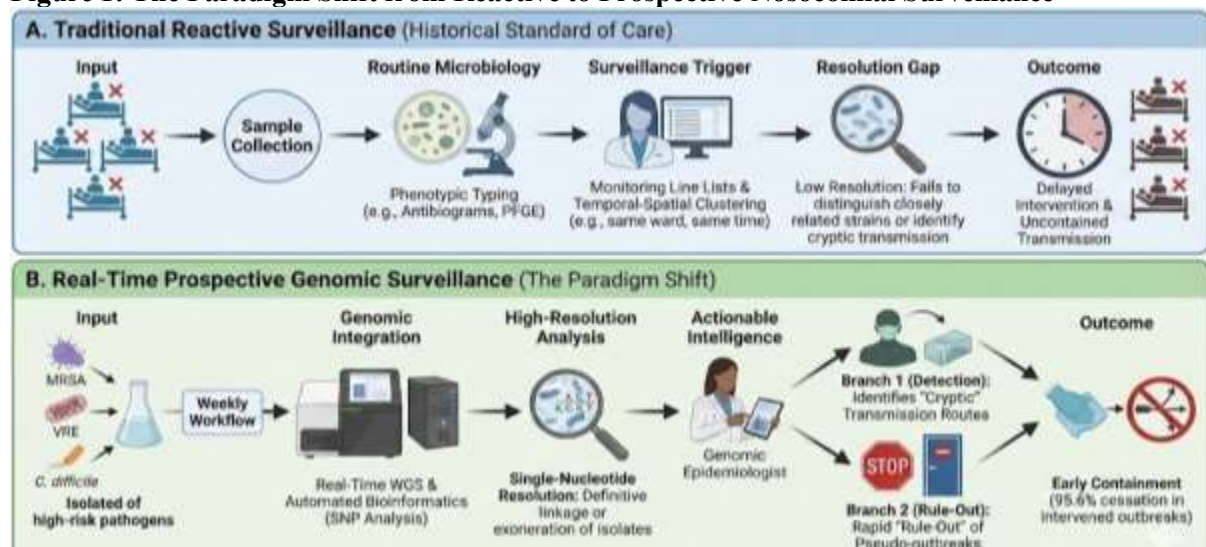 Figure 1: The Paradigm Shift from Reactive to Prospective Nosocomial Surveillance
A. Traditional Reactive Surveillance (Historical Standard of Care)
Input
Sample
Collection
Routine Microbiology
Phenotypic Typing
(e.g., Antibiograms, PFGE)
Surveillance Trigger
Monitoring Line Lists &
Temporal-Spatial Clustering
(e.g., same ward, same time)
Resolution Gap
Low Resolution: Fails to
distinguish closely
related strains or identify
cryptic transmission
Outcome
Delayed
Intervention &
Uncontained
Transmission
B. Real-Time Prospective Genomic Surveillance (The Paradigm Shift)
Input
MRSA
VRE
C. difficile
Isolated of
high-risk pathogens
Weekly
Workflow
Genomic
Integration
Real-Time WGS &
Automated Bioinformatics
(SNP Analysis)
High-Resolution
Analysis
Single-Nucleotide
Resolution: Definitive
linkage or
exoneration of isolates
Actionable
Intelligence
Genomic
Epidemiologist
Branch 1 (Detection):
Identifies "Cryptic"
Transmission Routes
STOP
Branch 2 (Rule-Out):
Rapid "Rule-Out" of
Pseudo-outbreaks
Outcome
Early Containment
(95.6% cessation in
intervened outbreaks)